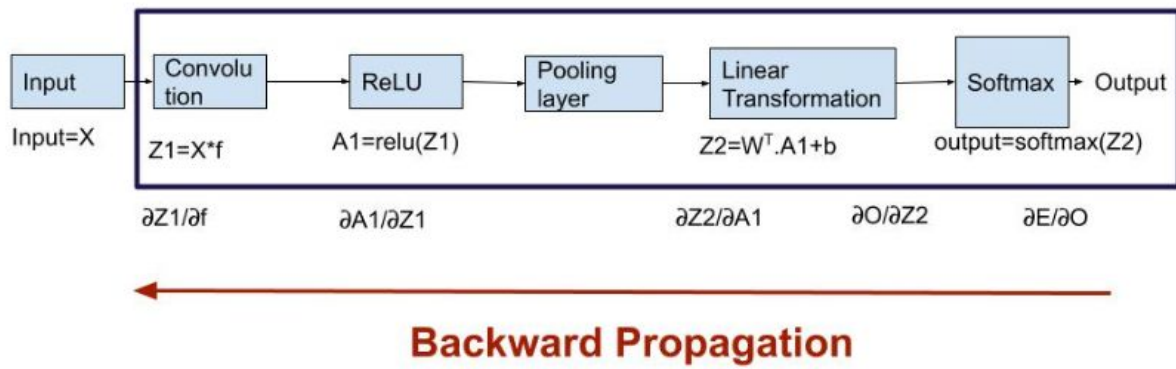 Input
Convolu
tion
ReLU
Pooling
layer
Linear
Transformation
Softmax
Output
Input=X
Z1=X*f
A1=relu(Z1)
Z2=Wᵀ.A1+b
output=softmax(Z2)
∂Z1/∂f
∂A1/∂Z1
∂Z2/∂A1
∂O/∂Z2
∂E/∂O
Backward Propagation